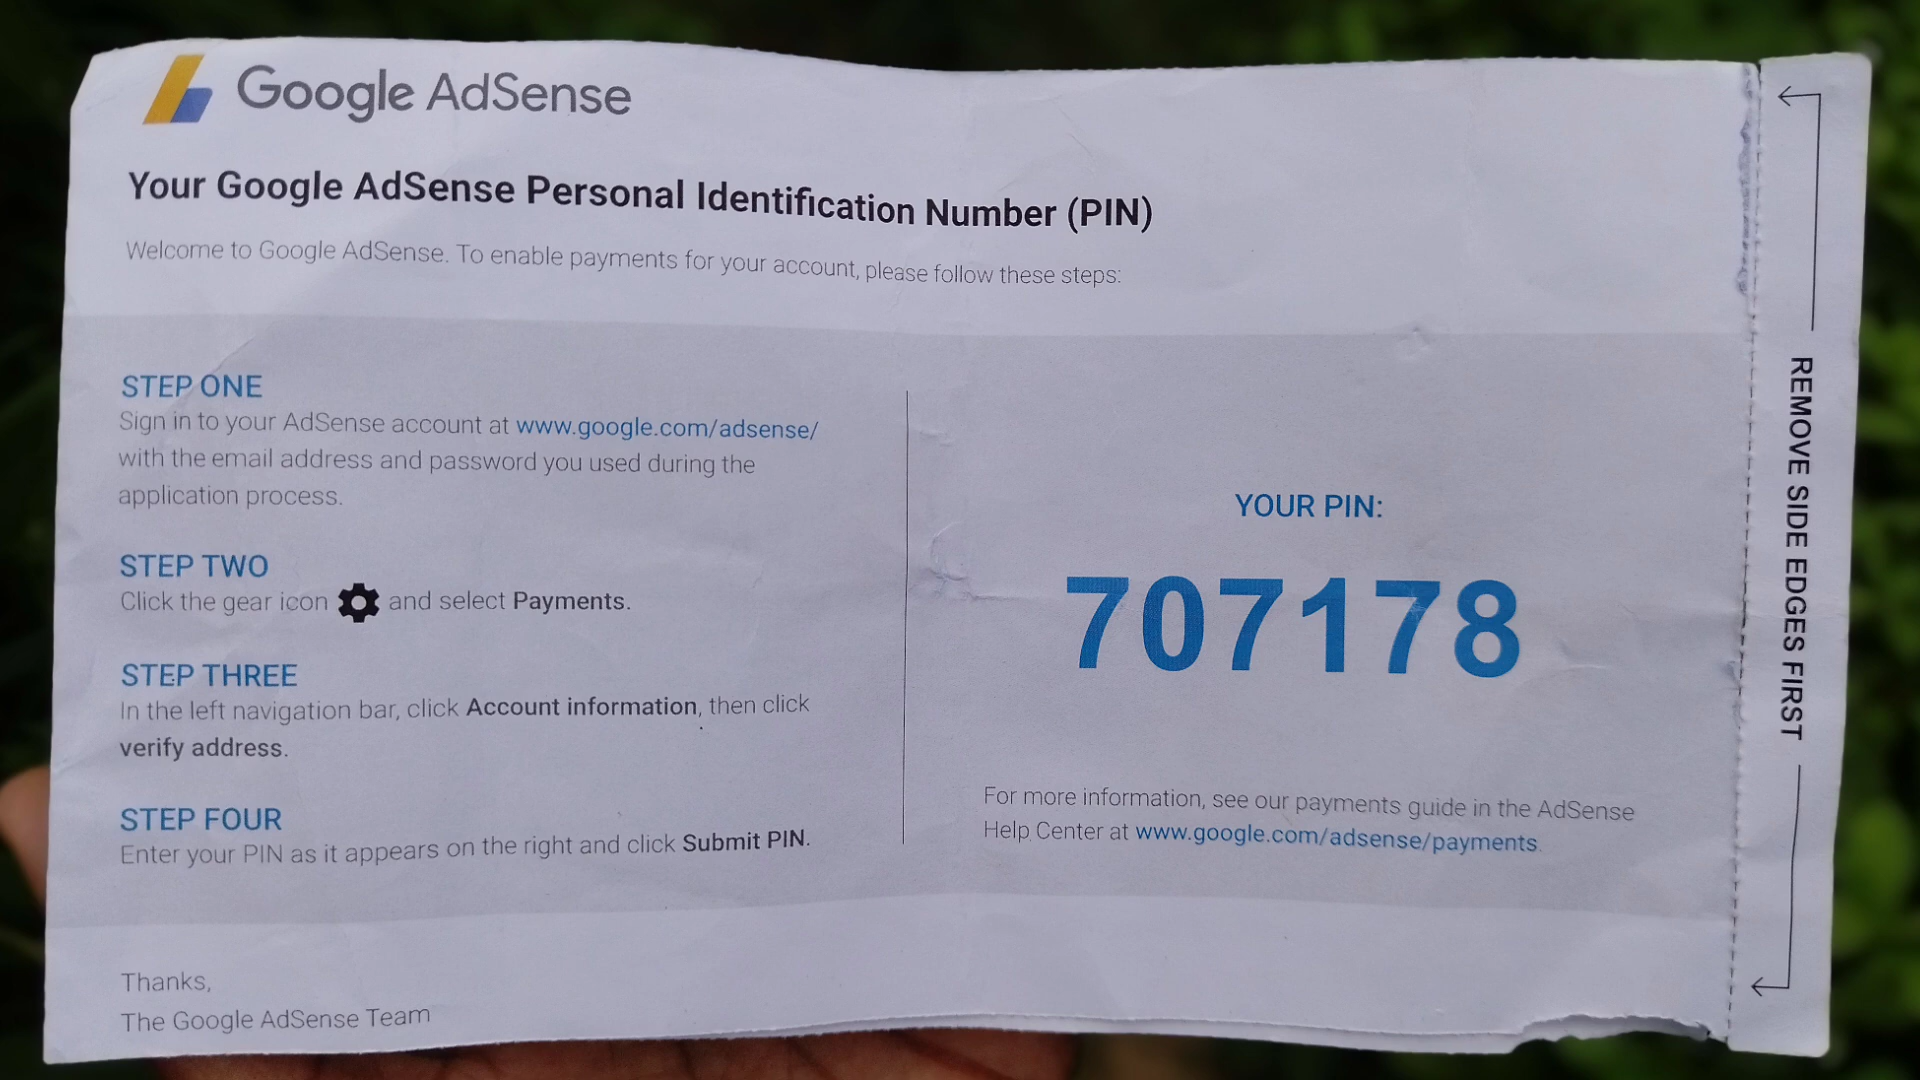 Google AdSense
Your Google AdSense Personal Identification Number (PIN)
Welcome to Google AdSense. To enable payments for your account, please follow these steps:
STEP ONE
Sign in to your AdSense account at www.google.com/adsense/
with the email address and password you used during the
application process.
STEP TWO
Click the gear icon and select Payments.
STEP THREE
In the left navigation bar, click Account information, then click
verify address.
STEP FOUR
Enter your PIN as it appears on the right and click Submit PIN.
YOUR PIN:
707178
For more information, see our payments guide in the AdSense
Help Center at www.google.com/adsense/payments.
Thanks,
The Google AdSense Team
REMOVE SIDE EDGES FIRST